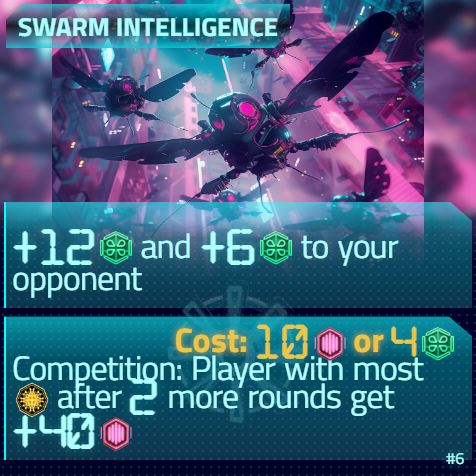 SWARM INTELLIGENCE
+12 and +6 to your
opponent
Cost: 10 or 4
Competition: Player with most
after 2 more rounds get
+40
#6